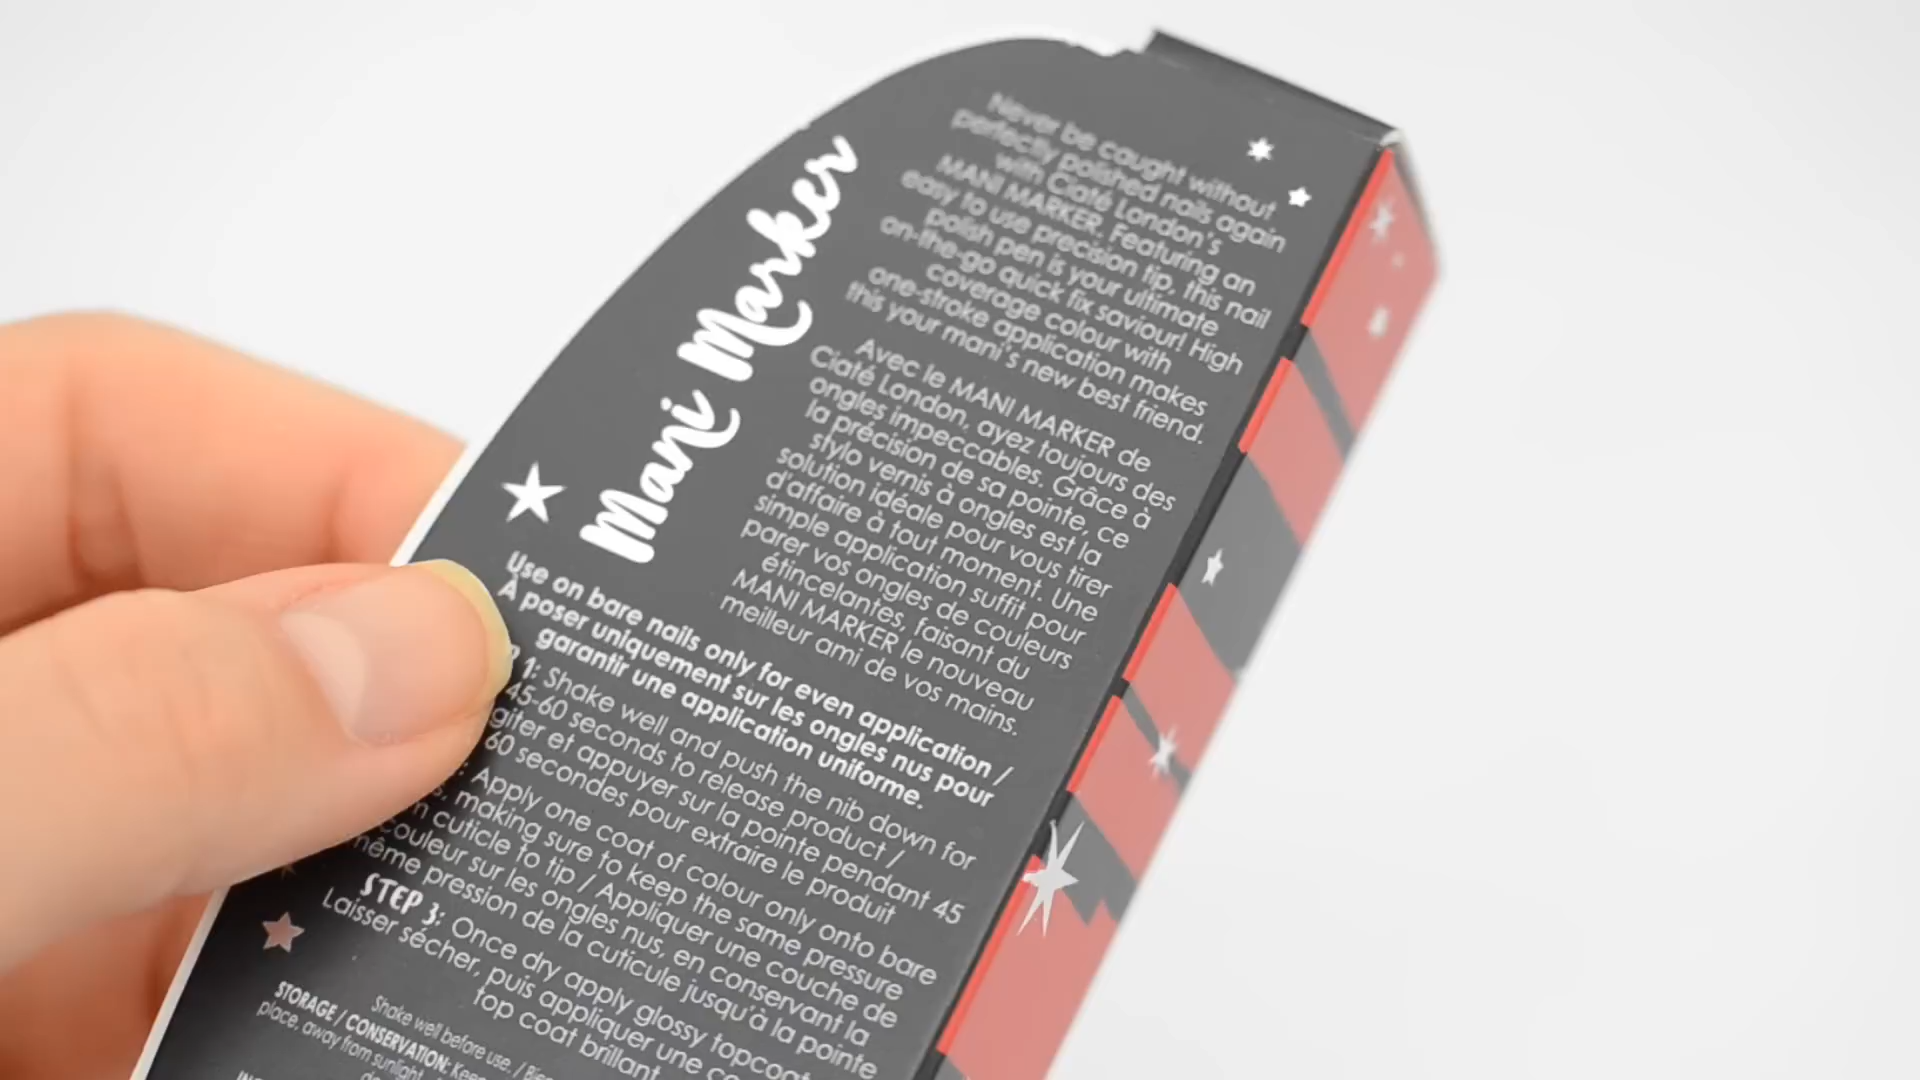 Mani Marker
Never be caught without
perfectly polished nails again
with Ciaté London's
MANI MARKER. Featuring an
easy to use precision tip, this nail
polish pen is your ultimate
on-the-go quick fix saviour! High
coverage colour with
one-stroke application makes
this your mani's new best friend.
Avec le MANI MARKER de
Ciaté London, ayez toujours des
ongles impeccables. Grâce à
la précision de sa pointe, ce
stylo vernis à ongles est la
solution idéale pour vous tirer
d'affaire à tout moment. Une
simple application suffit pour
parer vos ongles de couleurs
étincelantes, faisant du
MANI MARKER le nouveau
meilleur ami de vos mains.
Use on bare nails only for even application /
À poser uniquement sur les ongles nus pour
garantir une application uniforme.
1: Shake well and push the nib down for
45-60 seconds to release product /
giter et appuyer sur la pointe pendant 45
60 secondes pour extraire le produit
: Apply one coat of colour only onto bare
, making sure to keep the same pressure
cuticle to tip / Appliquer une couche de
couleur sur les ongles nus, en conservant la
même pression de la cuticule jusqu'à la pointe
STEP 3: Once dry apply glossy topcoat
Laisser sécher, puis appliquer une
top coat brillant
Shake well before use. /
STORAGE / CONSERVATION: Keep
place, away from sunlight